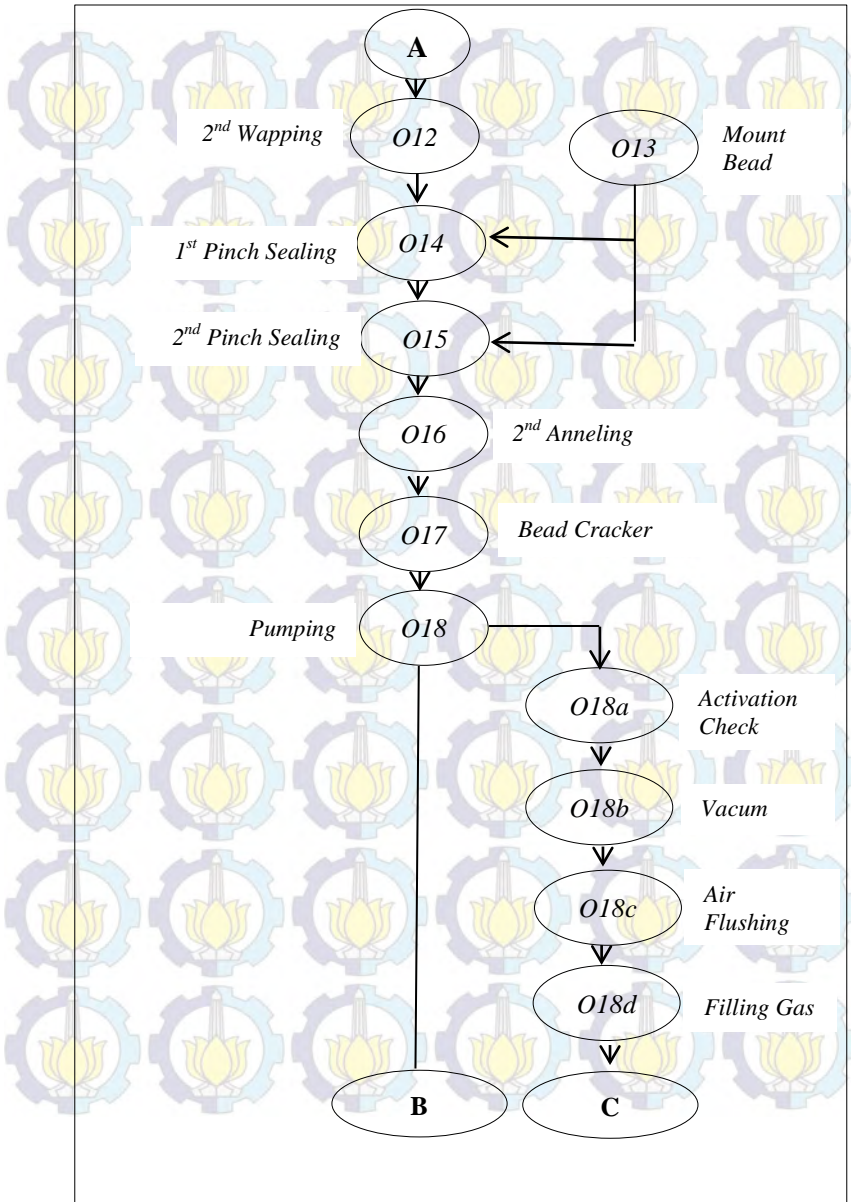 A
2nd Wapping
O12
O13
Mount
Bead
1st Pinch Sealing
O14
2nd Pinch Sealing
O15
O16
2nd Anneling
O17
Bead Cracker
Pumping
O18
O18a
Activation
Check
O18b
Vacum
O18c
Air
Flushing
O18d
Filling Gas
B
C